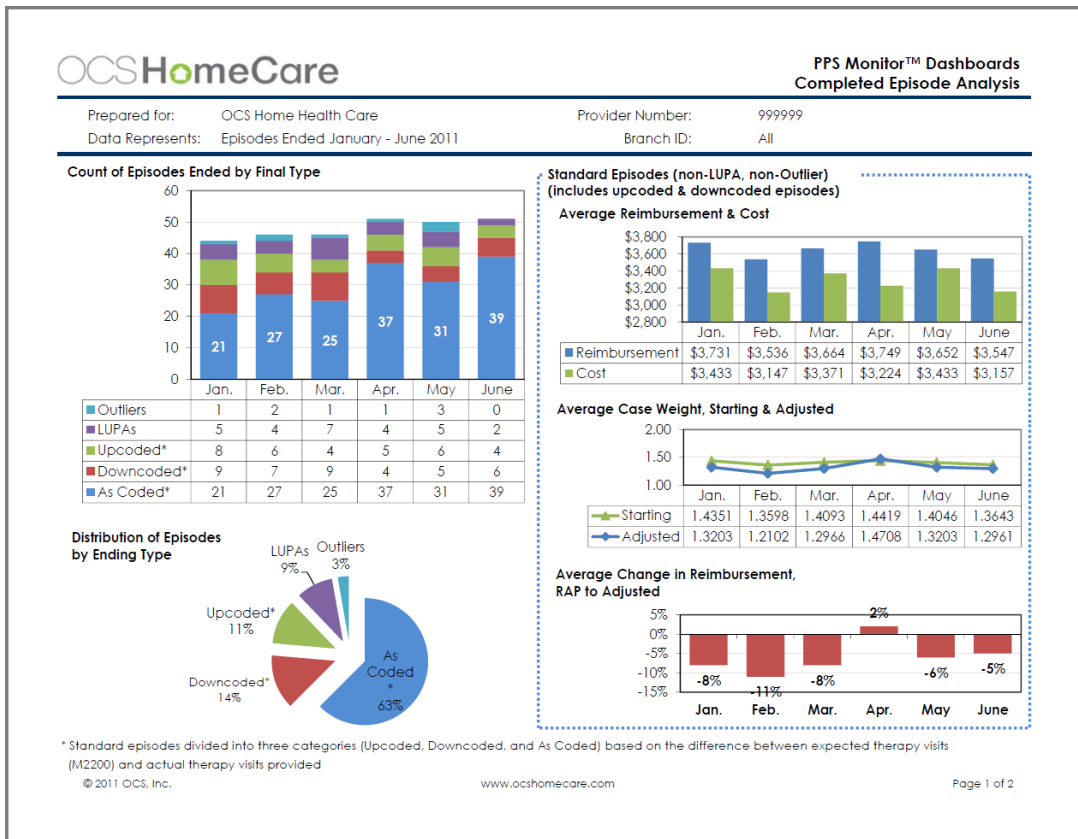 OCSHomeCare
PPS Monitor™ Dashboards
Completed Episode Analysis
Prepared for: OCS Home Health Care Provider Number: 999999
Data Represents: Episodes Ended January - June 2011 Branch ID: All
Count of Episodes Ended by Final Type
60
50
40
30
20
10
0
21 27 25 37 31 39
Jan. Feb. Mar. Apr. May June
Outliers 1 2 1 1 3 0
LUPAs 5 4 7 4 5 2
Upcoded* 8 6 4 5 6 4
Downcoded* 9 7 9 4 5 6
As Coded* 21 27 25 37 31 39
Distribution of Episodes
by Ending Type
LUPAs
9%
Outliers
3%
Upcoded*
11%
Downcoded*
14%
As
Coded
*
63%
Standard Episodes (non-LUPA, non-Outlier)
(includes upcoded & downcoded episodes)
Average Reimbursement & Cost
$3,800
$3,600
$3,400
$3,200
$3,000
$2,800
Jan. Feb. Mar. Apr. May June
Reimbursement $3,731 $3,536 $3,664 $3,749 $3,652 $3,547
Cost $3,433 $3,147 $3,371 $3,224 $3,433 $3,157
Average Case Weight, Starting & Adjusted
2.00
1.50
1.00
Jan. Feb. Mar. Apr. May June
Starting 1.4351 1.3598 1.4093 1.4419 1.4046 1.3643
Adjusted 1.3203 1.2102 1.2966 1.4708 1.3203 1.2961
Average Change in Reimbursement,
RAP to Adjusted
5%
0%
-5%
-10%
-15%
-8% -11% -8% 2% -6% -5%
Jan. Feb. Mar. Apr. May June
* Standard episodes divided into three categories (Upcoded, Downcoded, and As Coded) based on the difference between expected therapy visits
(M2200) and actual therapy visits provided
© 2011 OCS, Inc. www.ocshomecare.com Page 1 of 2